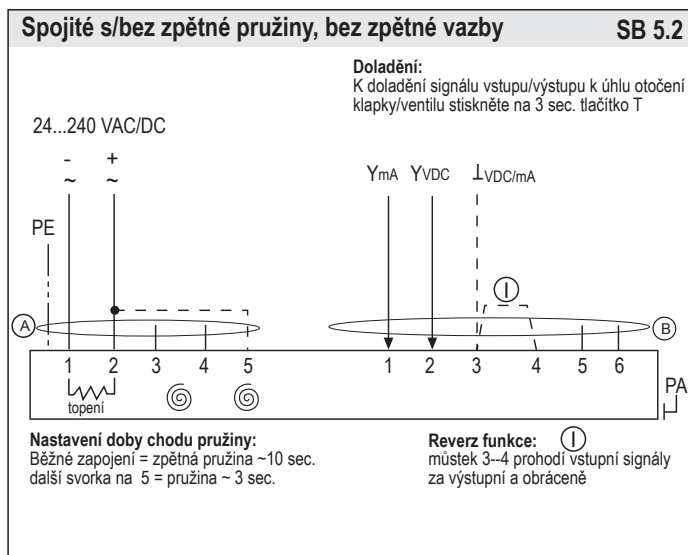 Spojité s/bez zpětné pružiny, bez zpětné vazby SB 5.2
Doladění:
K doladění signálu vstupu/výstupu k úhlu otočení
klapky/ventilu stiskněte na 3 sec. tlačítko T
24...240 VAC/DC
- +
~ ~
YmA YVDC ⊥VDC/mA
PE
I
A B
1 2 3 4 5 1 2 3 4 5 6
topení
PA
Nastavení doby chodu pružiny:
Běžné zapojení = zpětná pružina ~10 sec.
další svorka na 5 = pružina ~ 3 sec.
Reverz funkce: I
můstek 3--4 prohodí vstupní signály
za výstupní a obráceně